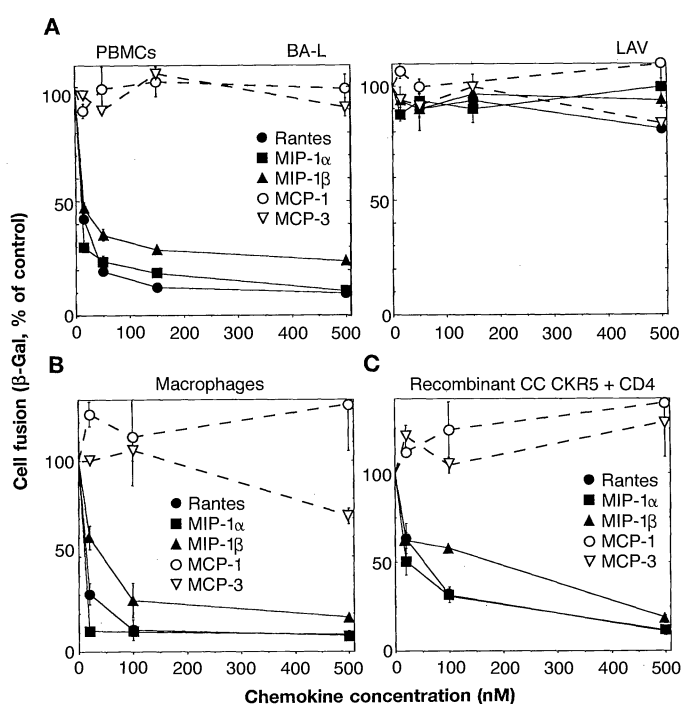 A
PBMCs BA-L LAV
100 100
Rantes
MIP-1α
MIP-1β
MCP-1
MCP-3
50 50
0 0
0 100 200 300 400 500 0 100 200 300 400 500
Cell fusion (β-Gal, % of control)
B C
Macrophages Recombinant CC CKR5 + CD4
100 100
Rantes
MIP-1α
MIP-1β
MCP-1
MCP-3
Rantes
MIP-1α
MIP-1β
MCP-1
MCP-3
50 50
0 0
0 100 200 300 400 500 0 100 200 300 400 500
Chemokine concentration (nM)